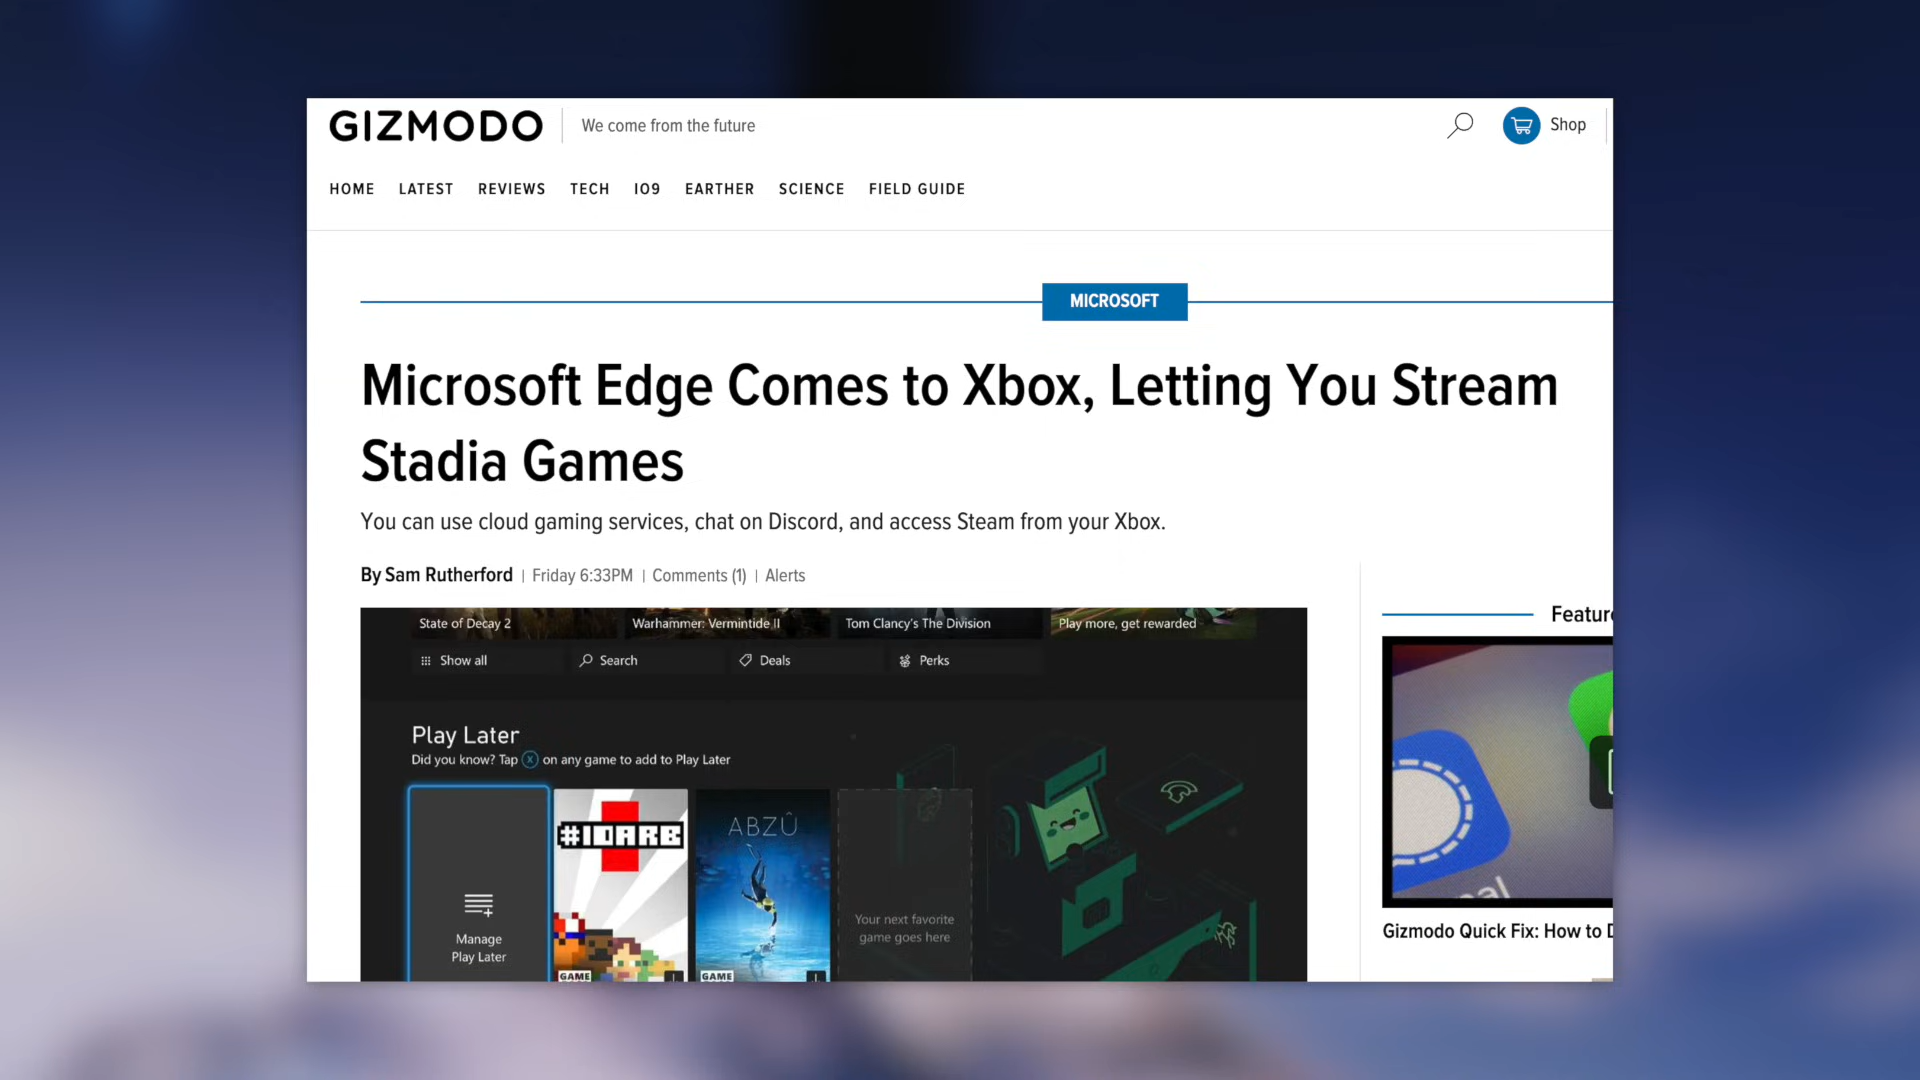 GIZMODO
We come from the future
Shop
HOME LATEST REVIEWS TECH IO9 EARTHER SCIENCE FIELD GUIDE
MICROSOFT
Microsoft Edge Comes to Xbox, Letting You Stream
Stadia Games
You can use cloud gaming services, chat on Discord, and access Steam from your Xbox.
By Sam Rutherford | Friday 6:33PM | Comments (1) | Alerts
State of Decay 2
Warhammer: Vermintide II
Tom Clancy's The Division
Play more, get rewarded
Show all
Search
Deals
Perks
Play Later
Did you know? Tap X on any game to add to Play Later
Manage
Play Later
#IDARB
GAME
ABZÛ
GAME
Your next favorite
game goes here
Gizmodo Quick Fix: How to